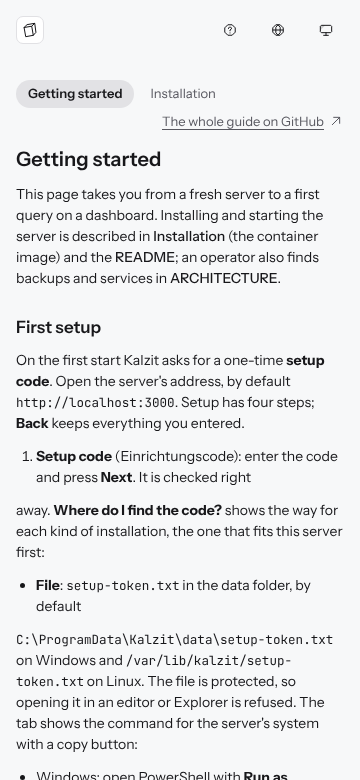 Getting started
Installation
The whole guide on GitHub
Getting started
This page takes you from a fresh server to a first
query on a dashboard. Installing and starting the
server is described in Installation (the container
image) and the README; an operator also finds
backups and services in ARCHITECTURE.
First setup
On the first start Kalzit asks for a one-time setup
code. Open the server's address, by default
http://localhost:3000. Setup has four steps;
Back keeps everything you entered.
1. Setup code (Einrichtungscode): enter the code
and press Next. It is checked right
away. Where do I find the code? shows the way for
each kind of installation, the one that fits this server
first:
• File: setup-token.txt in the data folder, by
default
C:\ProgramData\Kalzit\data\setup-token.txt
on Windows and /var/lib/kalzit/setup-
token.txt on Linux. The file is protected, so
opening it in an editor or Explorer is refused. The
tab shows the command for the server's system
with a copy button:
• Windows: open PowerShell with Run as